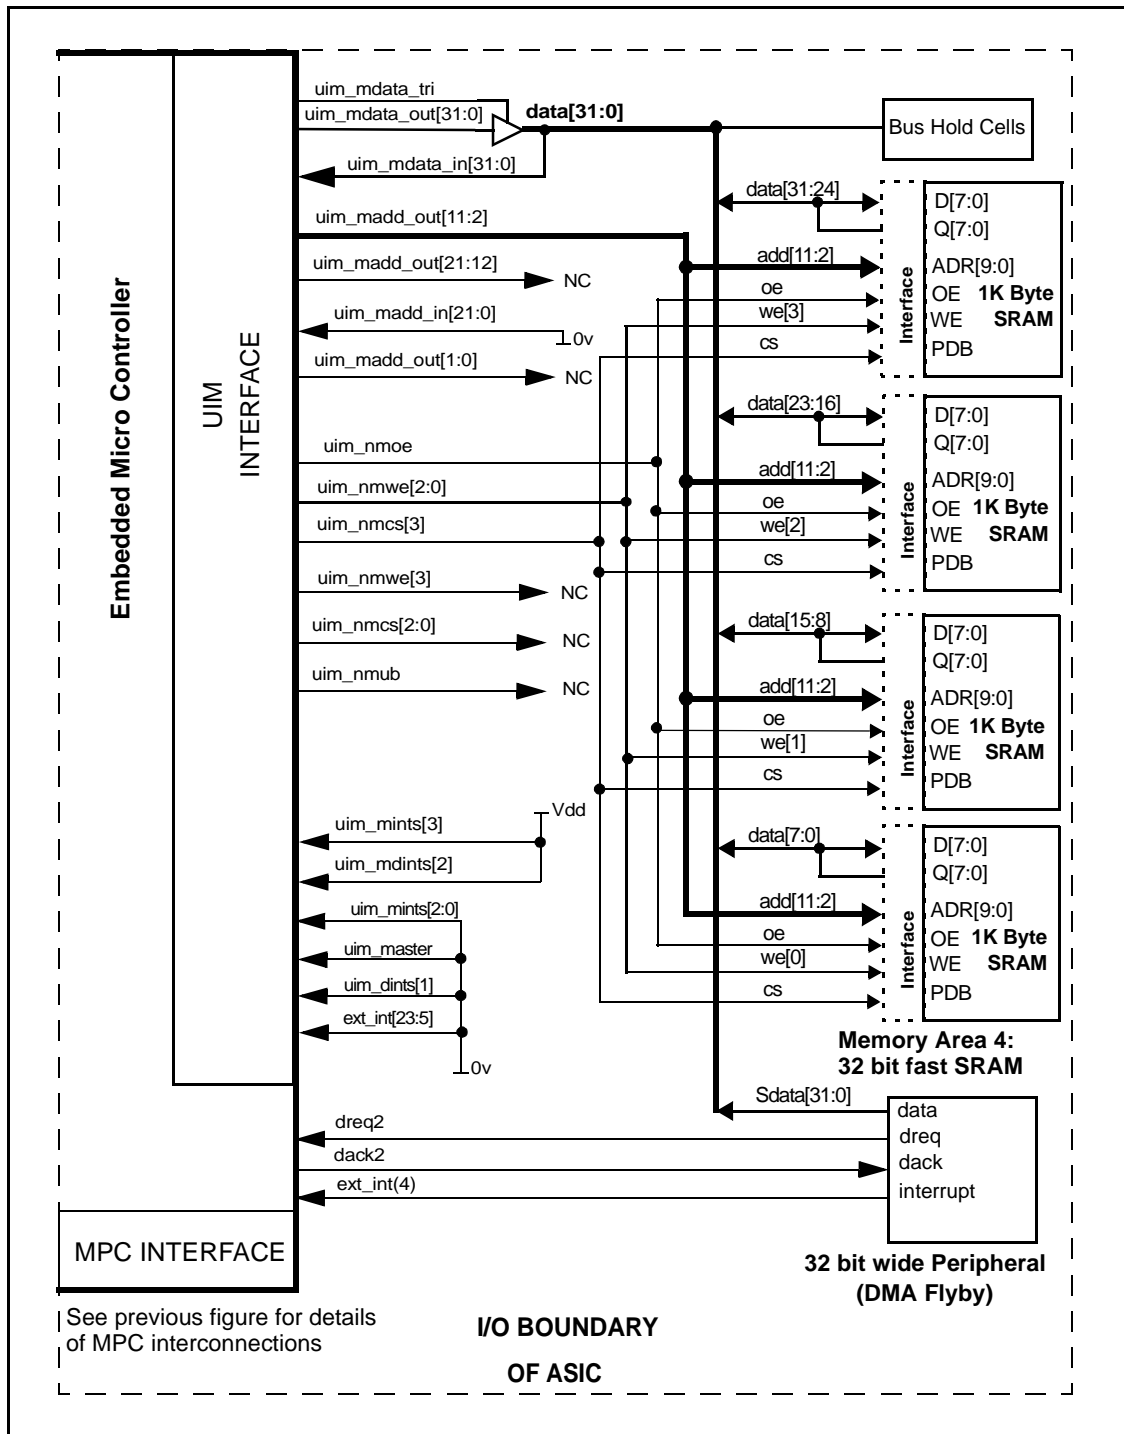 Embedded Micro Controller
UIM
INTERFACE
uim_mdata_tri
uim_mdata_out[31:0]
data[31:0]
Bus Hold Cells
uim_mdata_in[31:0]
uim_madd_out[11:2]
uim_madd_out[21:12]
NC
uim_madd_in[21:0]
0v
uim_madd_out[1:0]
NC
uim_nmoe
uim_nmwe[2:0]
uim_nmcs[3]
uim_nmwe[3]
NC
uim_nmcs[2:0]
NC
uim_nmub
NC
Vdd
uim_mints[3]
uim_mdints[2]
uim_mints[2:0]
uim_master
uim_dints[1]
ext_int[23:5]
0v
data[31:24]
add[11:2]
oe
we[3]
cs
Interface
D[7:0]
Q[7:0]
ADR[9:0]
OE 1K Byte
WE SRAM
PDB
data[23:16]
add[11:2]
oe
we[2]
cs
Interface
D[7:0]
Q[7:0]
ADR[9:0]
OE 1K Byte
WE SRAM
PDB
data[15:8]
add[11:2]
oe
we[1]
cs
Interface
D[7:0]
Q[7:0]
ADR[9:0]
OE 1K Byte
WE SRAM
PDB
data[7:0]
add[11:2]
oe
we[0]
cs
Interface
D[7:0]
Q[7:0]
ADR[9:0]
OE 1K Byte
WE SRAM
PDB
Memory Area 4:
32 bit fast SRAM
Sdata[31:0]
dreq2
dack2
ext_int(4)
data
dreq
dack
interrupt
32 bit wide Peripheral
(DMA Flyby)
MPC INTERFACE
See previous figure for details
of MPC interconnections
I/O BOUNDARY
OF ASIC